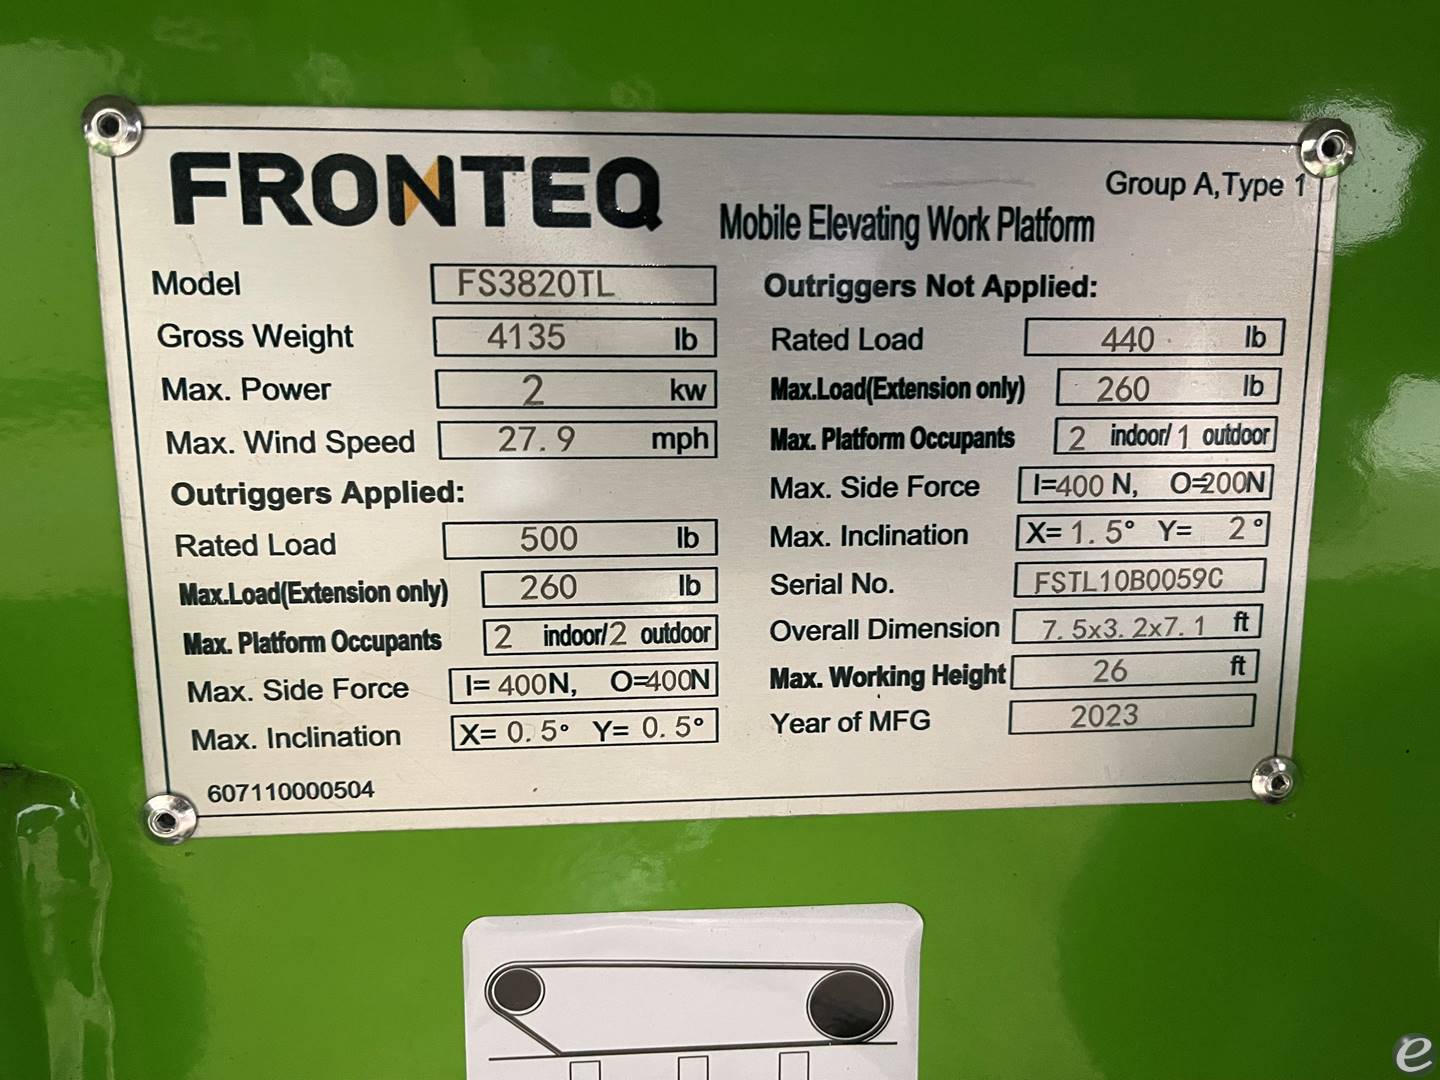 FRONTEQ
Group A,Type 1
Mobile Elevating Work Platform
Model FS3820TL
Gross Weight 4135 lb
Max. Power 2 kw
Max. Wind Speed 27.9 mph
Outriggers Applied:
Rated Load 500 lb
Max.Load(Extension only) 260 lb
Max. Platform Occupants 2 indoor/2 outdoor
Max. Side Force I=400N, O=400N
Max. Inclination X=0.5° Y=0.5°
607110000504
Outriggers Not Applied:
Rated Load 440 lb
Max.Load(Extension only) 260 lb
Max. Platform Occupants 2 indoor/1 outdoor
Max. Side Force I=400 N, O=200N
Max. Inclination X=1.5° Y= 2°
Serial No. FSTL10B0059C
Overall Dimension 7.5x3.2x7.1 ft
Max. Working Height 26 ft
Year of MFG 2023
e